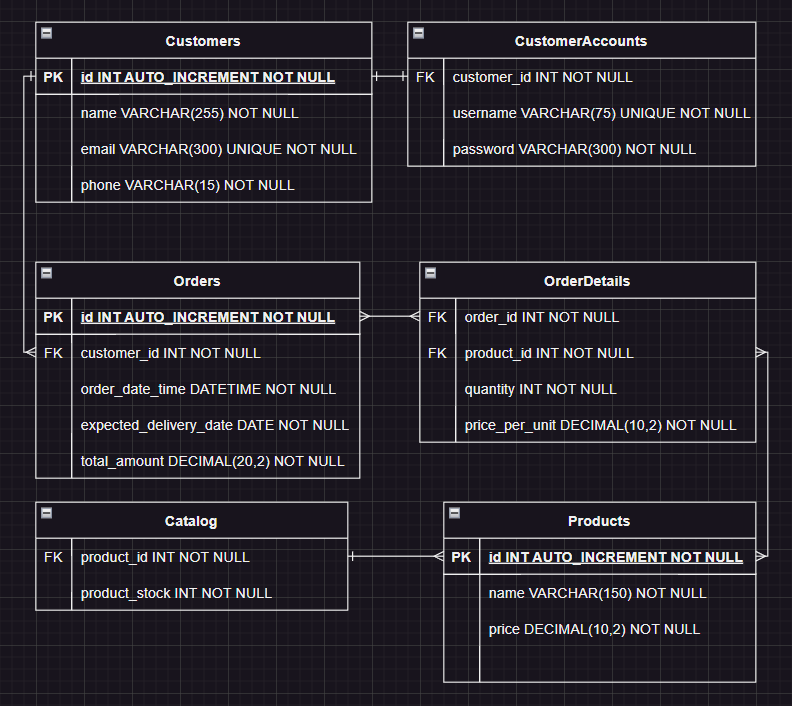 Customers
PK id INT AUTO_INCREMENT NOT NULL
name VARCHAR(255) NOT NULL
email VARCHAR(300) UNIQUE NOT NULL
phone VARCHAR(15) NOT NULL
CustomerAccounts
FK customer_id INT NOT NULL
username VARCHAR(75) UNIQUE NOT NULL
password VARCHAR(300) NOT NULL
Orders
PK id INT AUTO_INCREMENT NOT NULL
FK customer_id INT NOT NULL
order_date_time DATETIME NOT NULL
expected_delivery_date DATE NOT NULL
total_amount DECIMAL(20,2) NOT NULL
OrderDetails
FK order_id INT NOT NULL
FK product_id INT NOT NULL
quantity INT NOT NULL
price_per_unit DECIMAL(10,2) NOT NULL
Catalog
FK product_id INT NOT NULL
product_stock INT NOT NULL
Products
PK id INT AUTO_INCREMENT NOT NULL
name VARCHAR(150) NOT NULL
price DECIMAL(10,2) NOT NULL